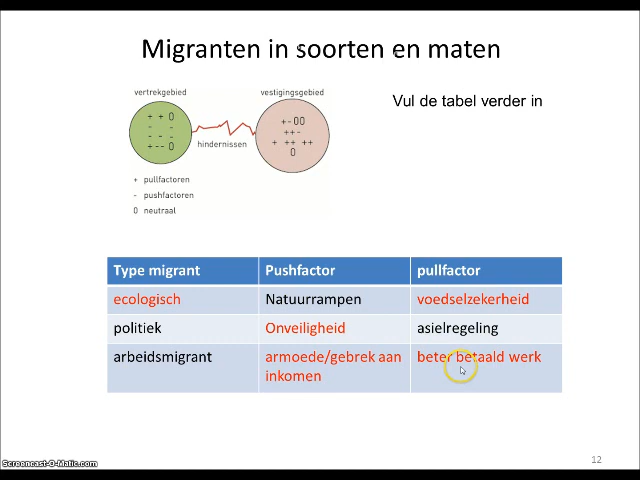 Migranten in soorten en maten
vertrekgebied
vestigingsgebied
Vul de tabel verder in
+ + 0
- -
- - -
+ - - 0
+ - 0 0
+ + -
+ ++ ++
0
hindernissen
+ pullfactoren
- pushfactoren
0 neutraal
Type migrant Pushfactor pullfactor
ecologisch Natuurrampen voedselzekerheid
politiek Onveiligheid asielregeling
arbeidsmigrant armoede/gebrek aan beter betaald werk
inkomen
12
Screencast-O-Matic.com